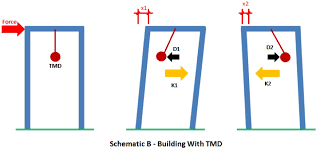 Force
TMD
x1
D1
K1
x2
D2
K2
Schematic B - Building With TMD